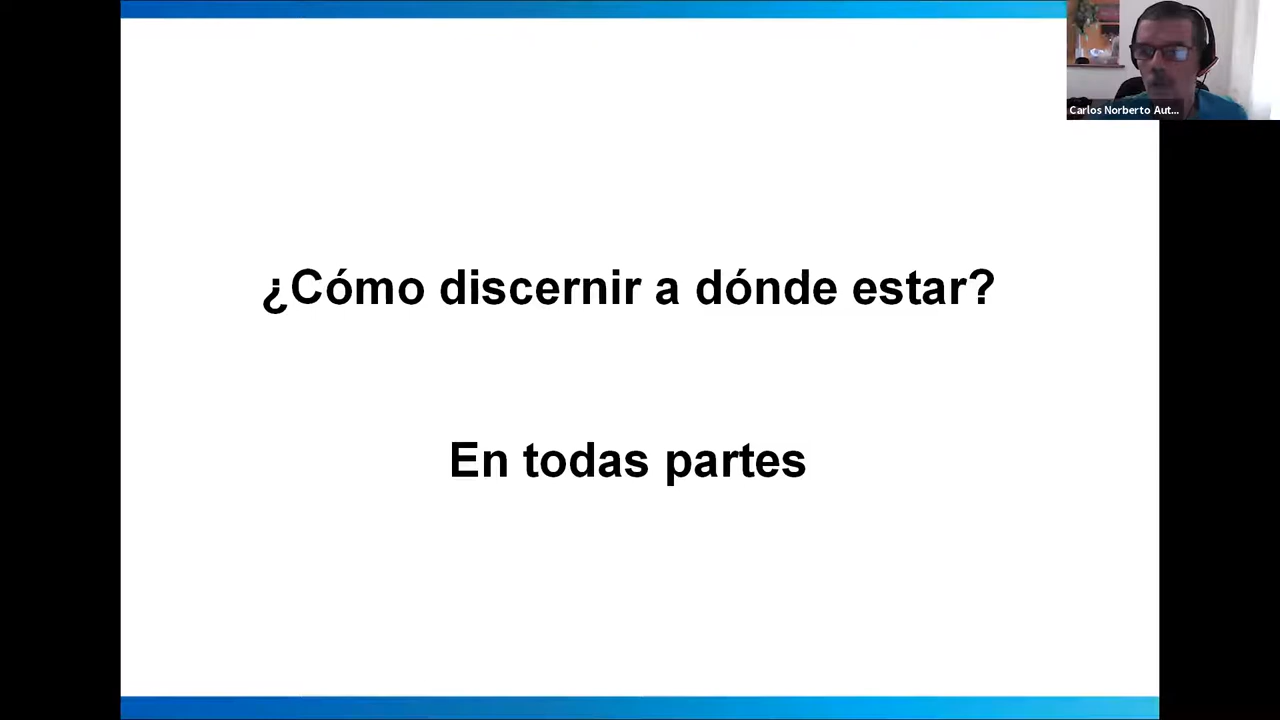 Carlos Norberto Aut...
¿Cómo discernir a dónde estar?
En todas partes